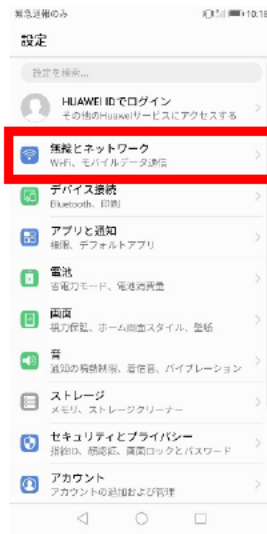 緊急通報のみ 10:18
設定
設定を検索...
HUAWEI IDでログイン
その他のHuaweiサービスにアクセスする
無線とネットワーク
Wi-Fi、モバイルデータ通信
デバイス接続
Bluetooth、印刷
アプリと通知
権限、デフォルトアプリ
電池
省電力モード、電池消費量
画面
視力保護、ホーム画面スタイル、壁紙
音
通知の鳴動制限、着信音、バイブレーション
ストレージ
メモリ、ストレージクリーナー
セキュリティとプライバシー
指紋ID、顔認証、画面ロックとパスワード
アカウント
アカウントの追加および管理